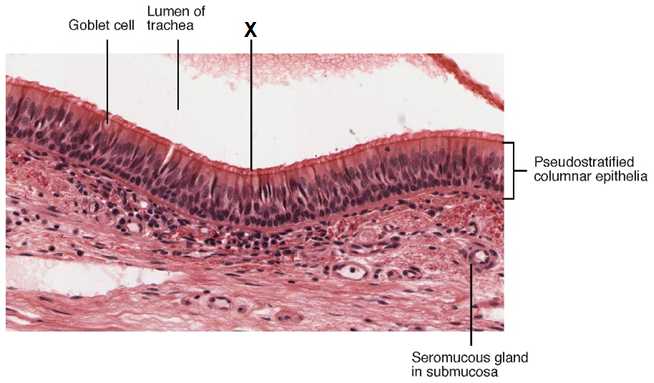 Goblet cell
Lumen of
trachea
X
Pseudostratified
columnar epithelia
Seromucous gland
in submucosa